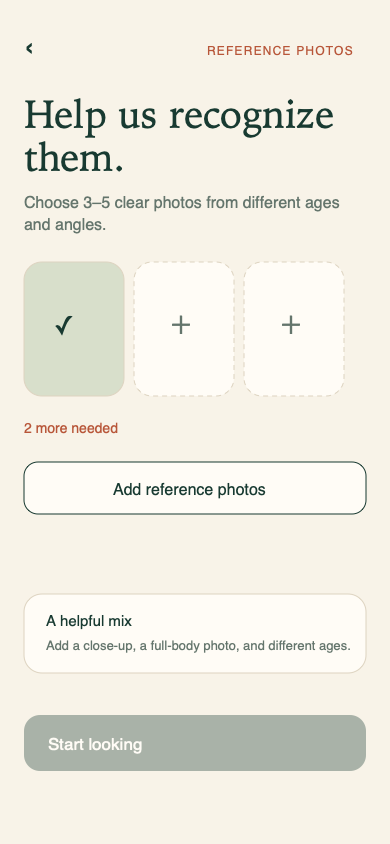 REFERENCE PHOTOS
Help us recognize
them.
Choose 3–5 clear photos from different ages
and angles.
2 more needed
Add reference photos
A helpful mix
Add a close-up, a full-body photo, and different ages.
Start looking